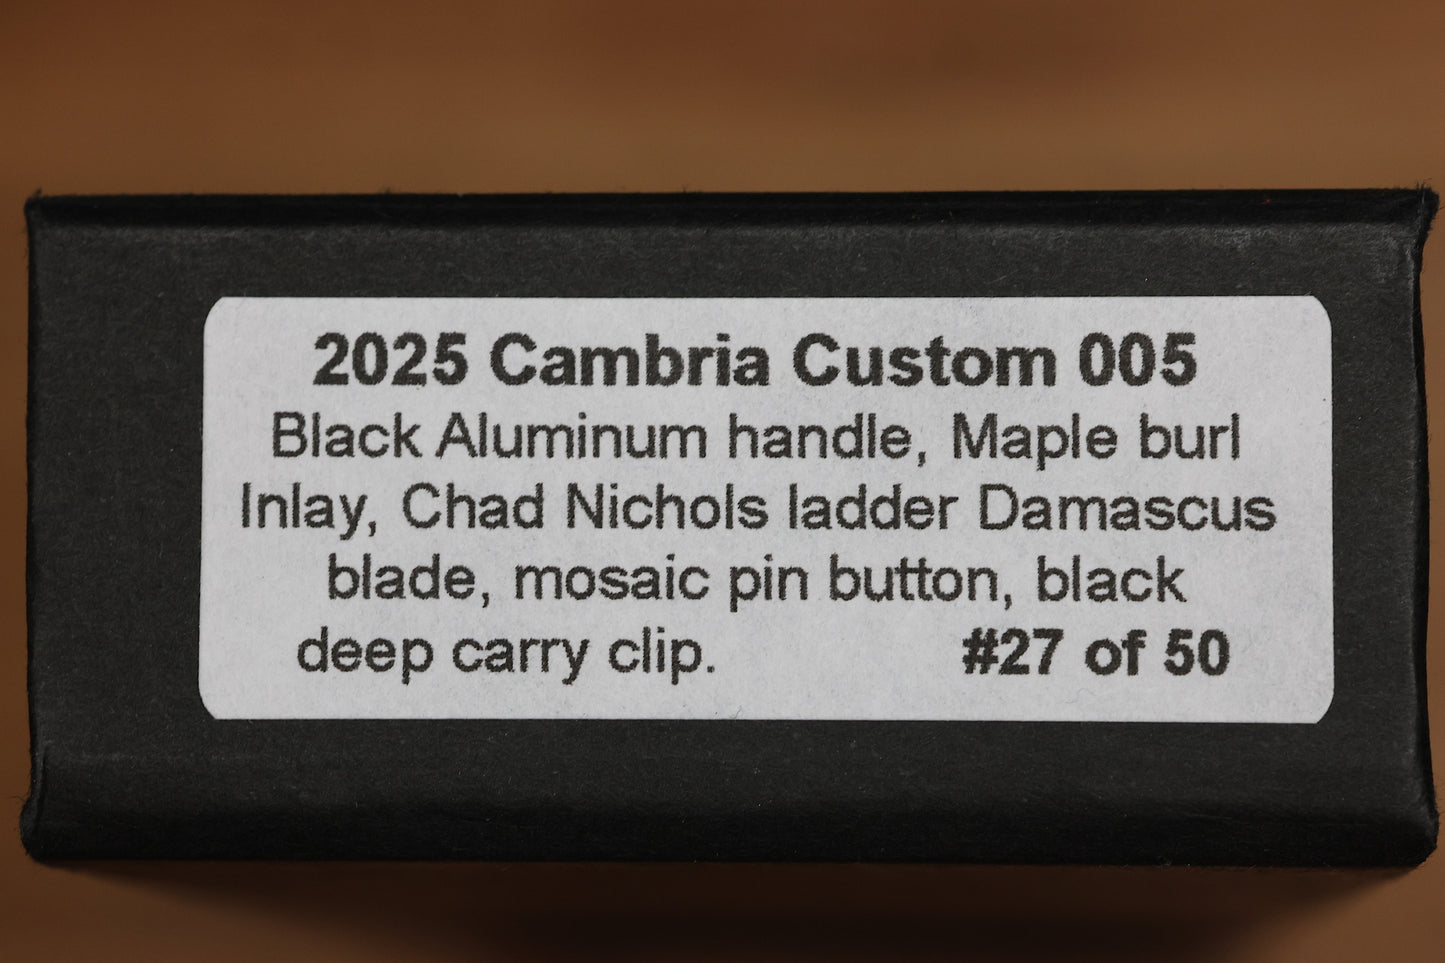 2025 Cambria Custom 005
Black Aluminum handle, Maple burl
Inlay, Chad Nichols ladder Damascus
blade, mosaic pin button, black
deep carry clip. #27 of 50